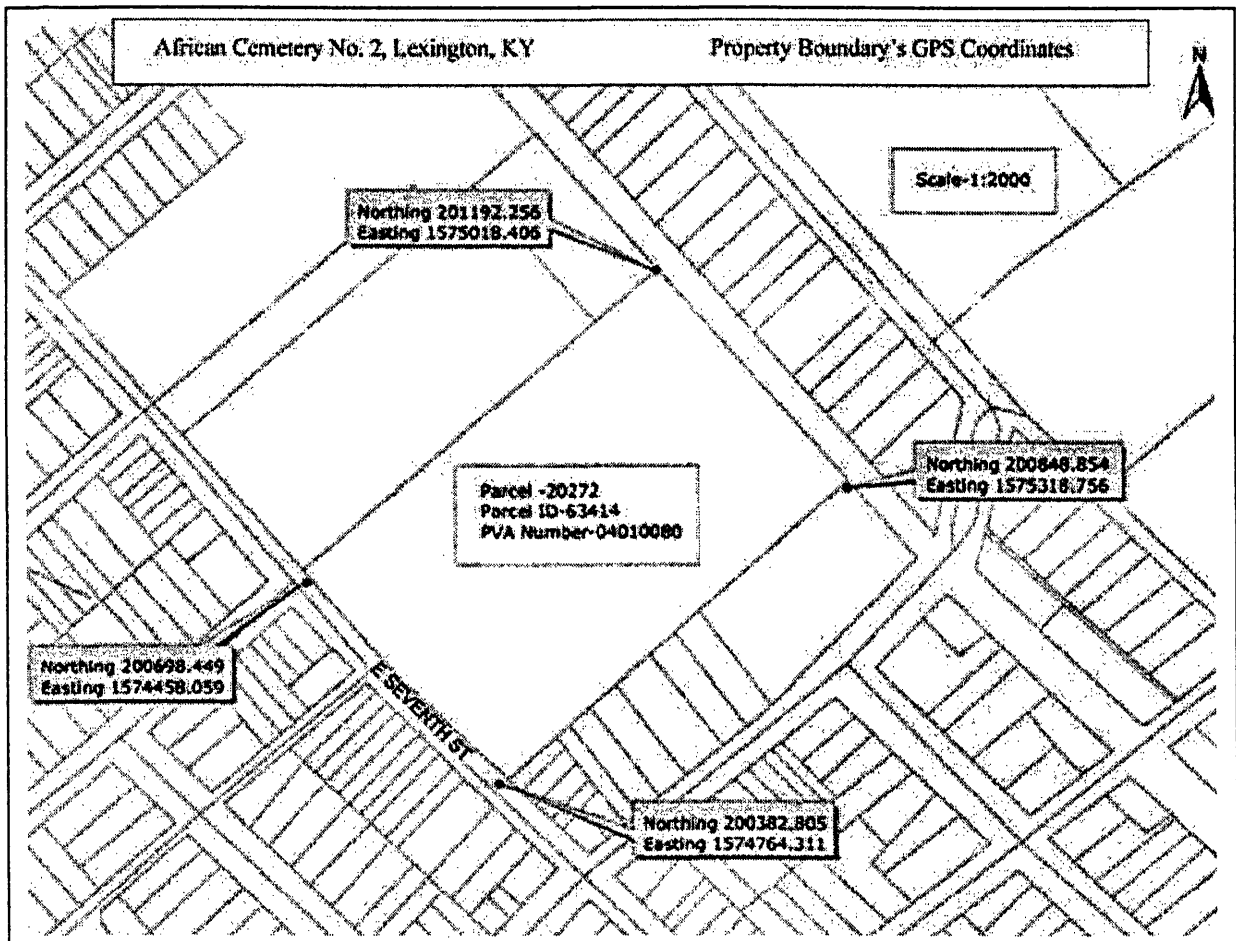 African Cemetery No. 2, Lexington, KY Property Boundary's GPS Coordinates
N
Scale-1:2000
Northing 201192.256
Easting 1575018.406
Northing 200848.854
Easting 1575318.756
Parcel -20272
Parcel ID-63414
PVA Number-04010080
Northing 200698.449
Easting 1574458.059
E SEVENTH ST
Northing 200382.805
Easting 1574764.311